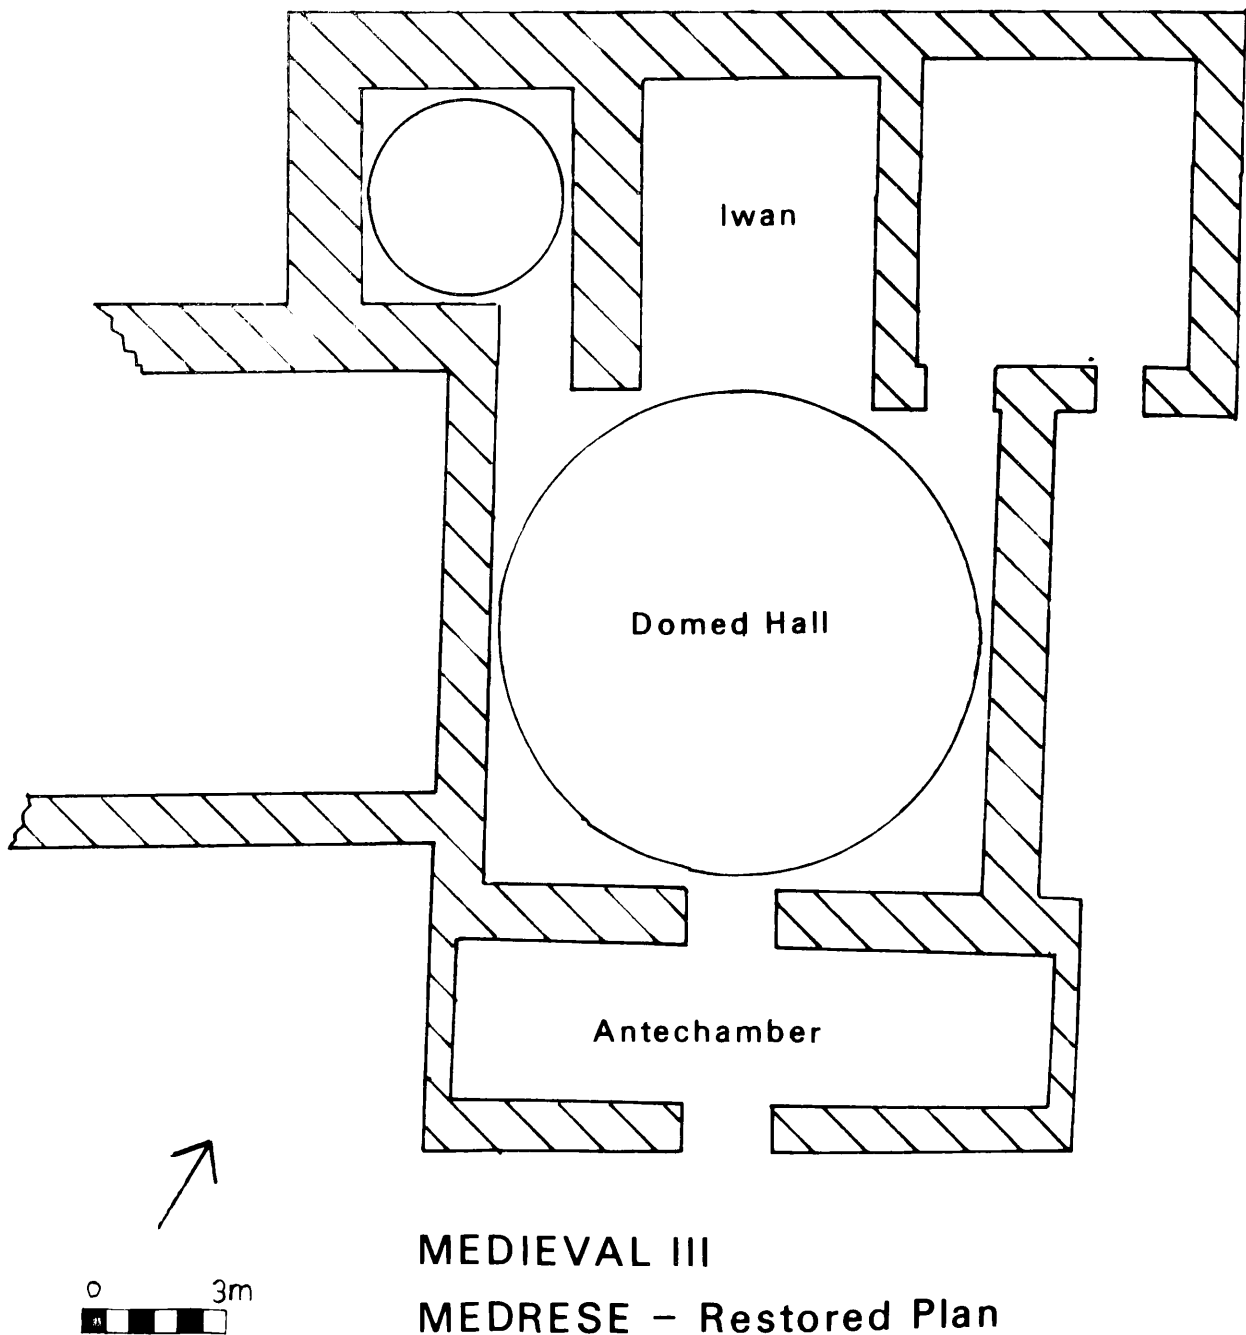 Iwan
Domed Hall
Antechamber
0 3m
MEDIEVAL III
MEDRESE – Restored Plan